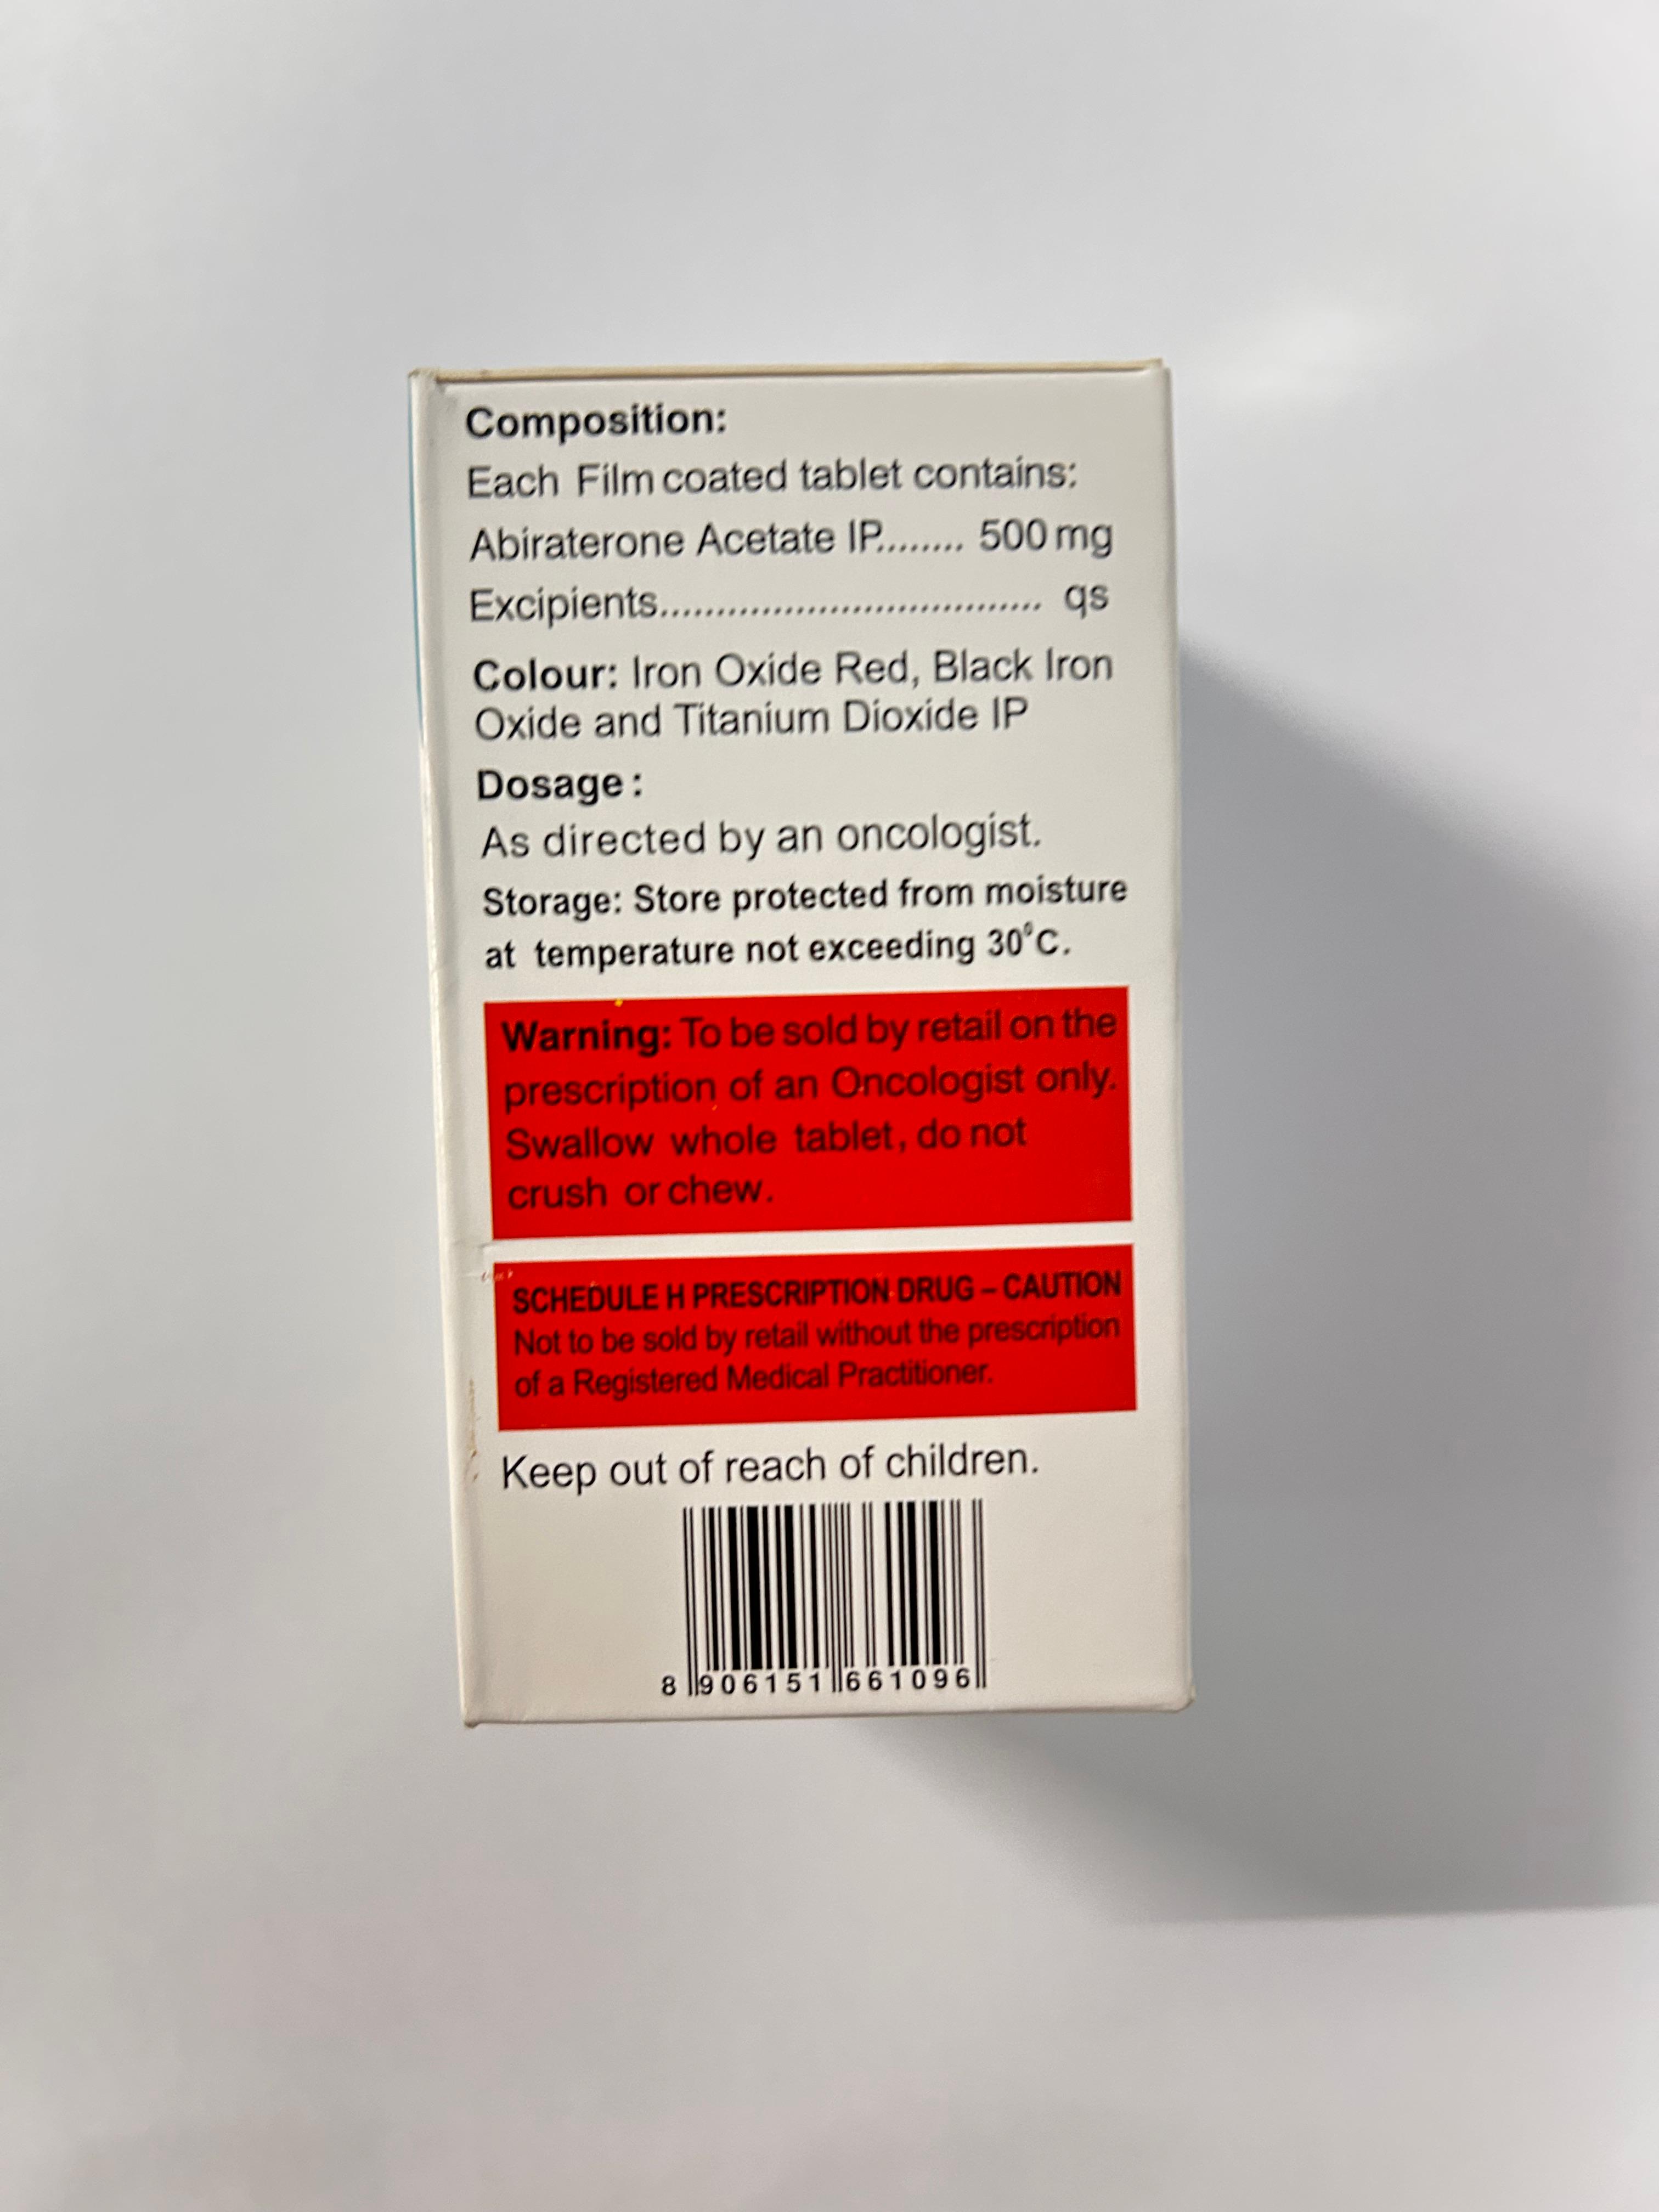 Composition:
Each Film coated tablet contains:
Abiraterone Acetate IP........ 500 mg
Excipients.................................. qs
Colour: Iron Oxide Red, Black Iron
Oxide and Titanium Dioxide IP
Dosage :
As directed by an oncologist.
Storage: Store protected from moisture
at temperature not exceeding 30°C.
Warning: To be sold by retail on the
prescription of an Oncologist only.
Swallow whole tablet, do not
crush or chew.
SCHEDULE H PRESCRIPTION DRUG – CAUTION
Not to be sold by retail without the prescription
of a Registered Medical Practitioner.
Keep out of reach of children.
8 906151 661096